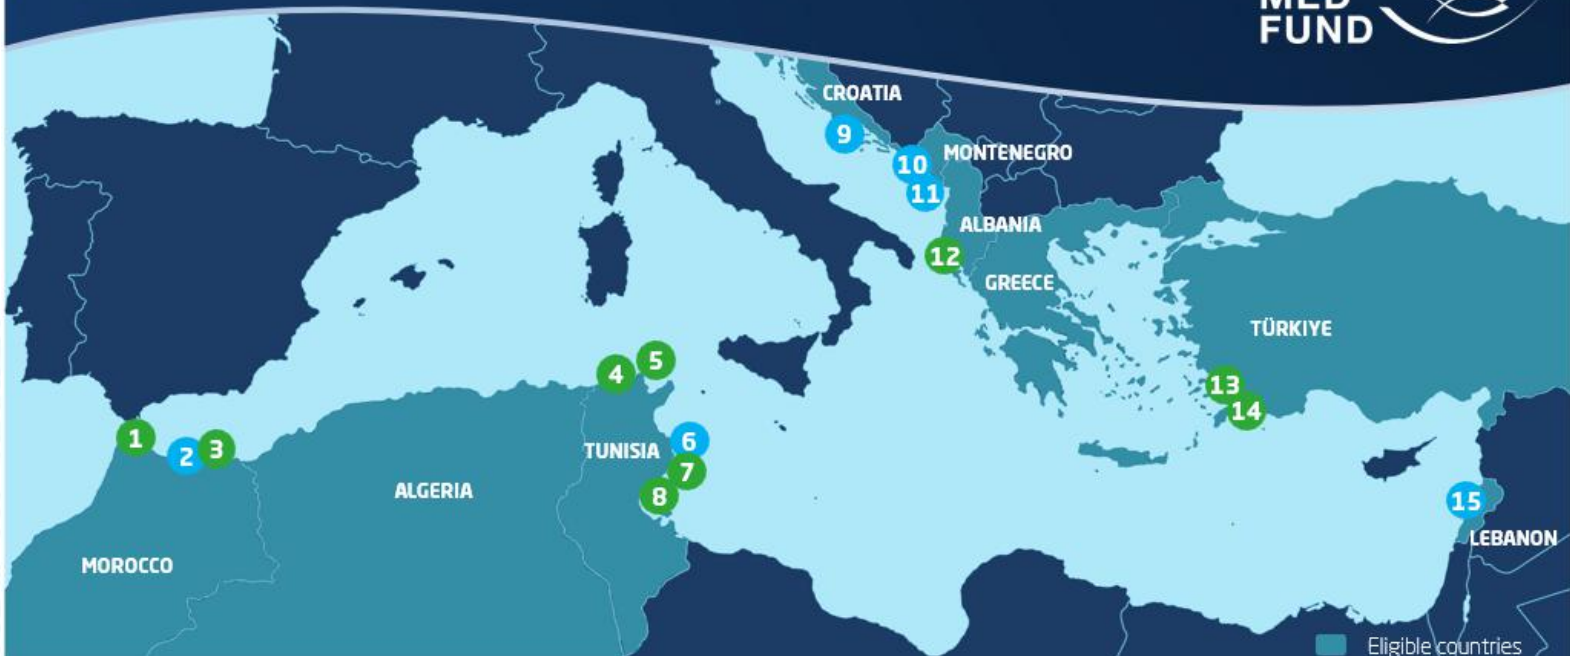 MED
FUND
CROATIA
9
10
MONTENEGRO
11
ALBANIA
12
GREECE
TÜRKIYE
5
4
13
14
1
2
3
6
TUNISIA
7
8
ALGERIA
15
LEBANON
MOROCCO
Eligible countries